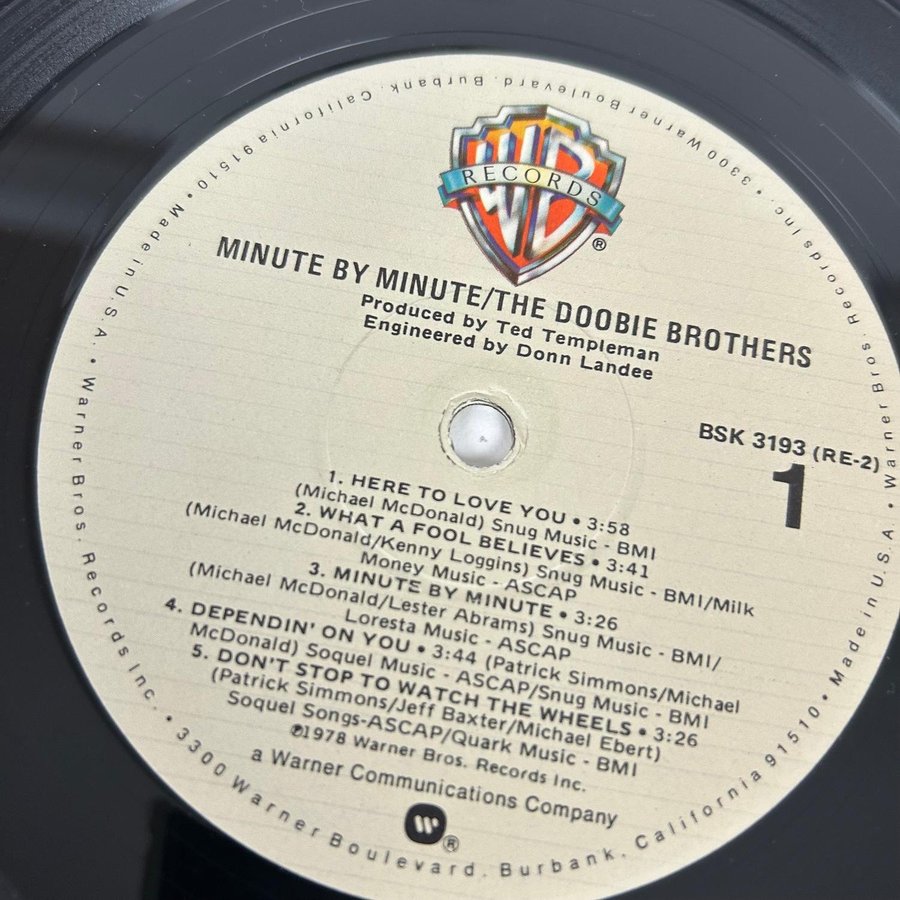 WB
RECORDS
®
MINUTE BY MINUTE/THE DOOBIE BROTHERS
Produced by Ted Templeman
Engineered by Donn Landee
BSK 3193 (RE-2)
1
1. HERE TO LOVE YOU • 3:58
(Michael McDonald) Snug Music - BMI
2. WHAT A FOOL BELIEVES • 3:41
(Michael McDonald/Kenny Loggins) Snug Music - BMI/Milk
Money Music - ASCAP
3. MINUTE BY MINUTE • 3:26
(Michael McDonald/Lester Abrams) Snug Music - BMI/
Loresta Music - ASCAP
4. DEPENDIN' ON YOU • 3:44 (Patrick Simmons/Michael
McDonald) Soquel Music - ASCAP/Snug Music - BMI
5. DON'T STOP TO WATCH THE WHEELS • 3:26
(Patrick Simmons/Jeff Baxter/Michael Ebert)
Soquel Songs-ASCAP/Quark Music - BMI
℗1978 Warner Bros. Records Inc.
a Warner Communications Company
®
Made in U.S.A. • Warner Bros. Records Inc. • 3300 Warner Boulevard, Burbank, California 91510 • Made in U.S.A. • Warner Bros. Records Inc. • 3300 Warner Boulevard, Burbank, California 91510 •